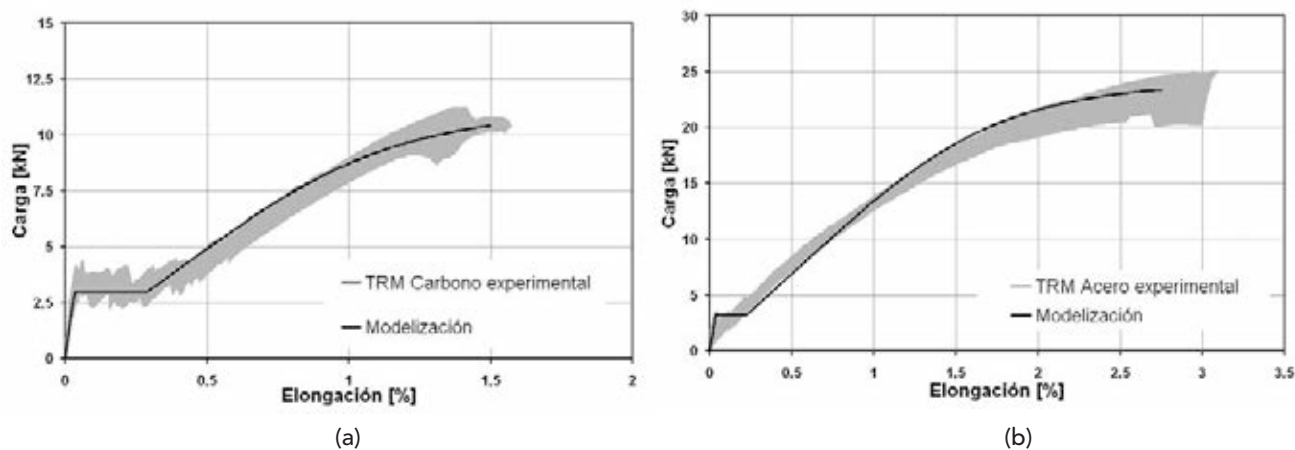 15
12.5
10
7.5
5
2.5
0
Carga [kN]
TRM Carbono experimental
Modelización
0
0.5
1
1.5
2
Elongación [%]
(a)
30
25
20
15
10
5
0
Carga [kN]
TRM Acero experimental
Modelización
0
0.5
1
1.5
2
2.5
3
3.5
Elongación [%]
(b)